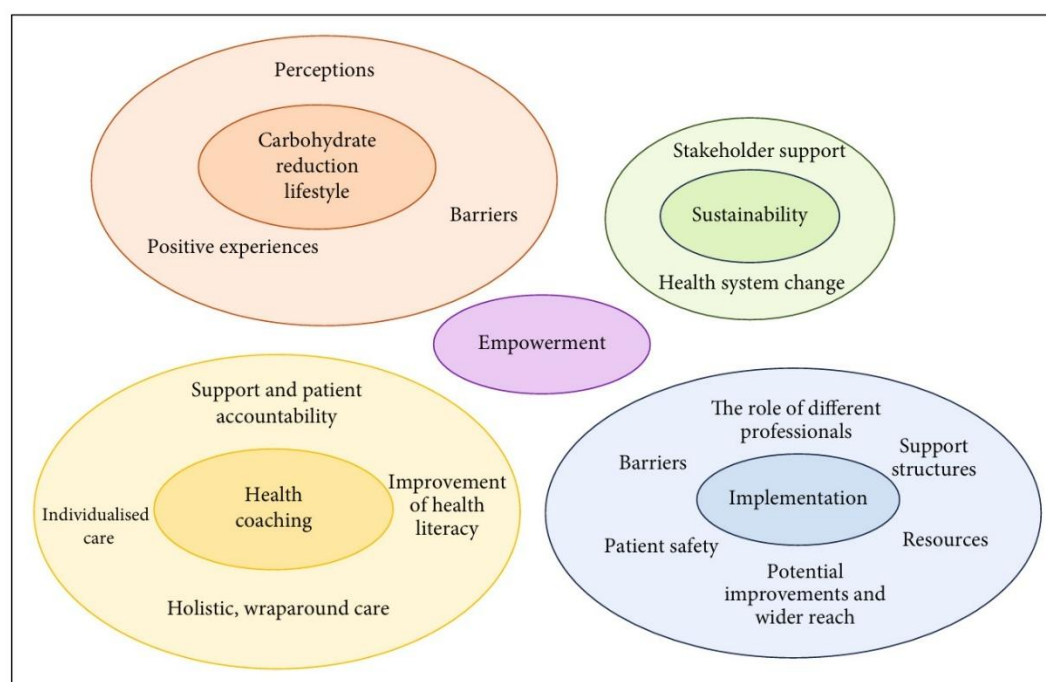 Perceptions
Carbohydrate
reduction
lifestyle
Barriers
Positive experiences
Stakeholder support
Sustainability
Health system change
Empowerment
Support and patient
accountability
Health
coaching
Improvement
of health
literacy
Individualised
care
Holistic, wraparound care
The role of different
professionals
Barriers
Support
structures
Implementation
Patient safety
Resources
Potential
improvements and
wider reach